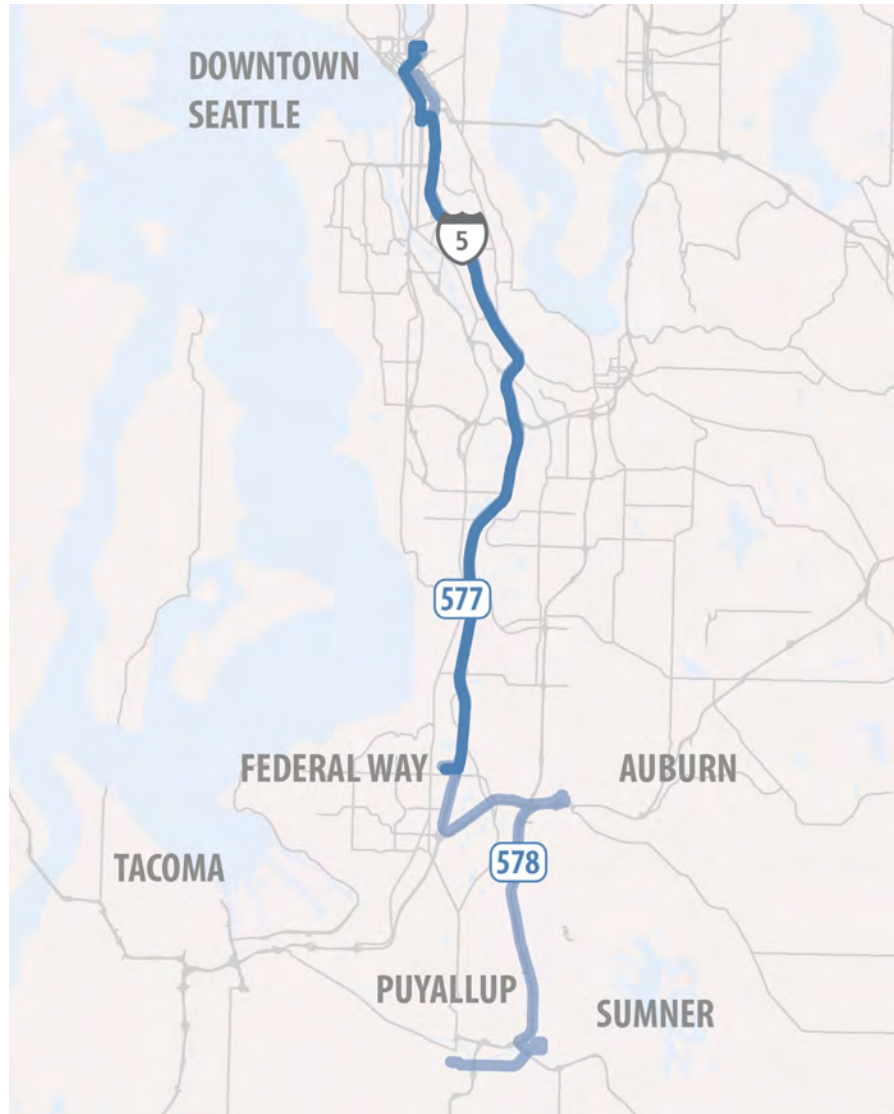 DOWNTOWN
SEATTLE
5
577
FEDERAL WAY
AUBURN
578
TACOMA
PUYALLUP
SUMNER